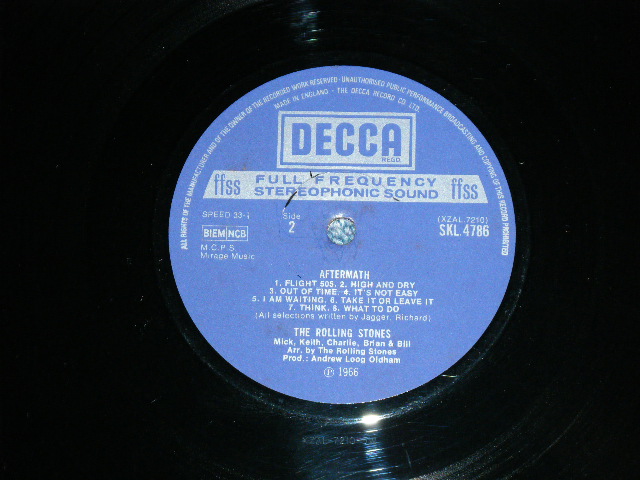 ALL RIGHTS OF THE MANUFACTURER AND OF THE OWNER OF THE RECORDED WORK RESERVED · UNAUTHORISED PUBLIC PERFORMANCE BROADCASTING AND COPYING OF THIS RECORD PROHIBITED
MADE IN ENGLAND · THE DECCA RECORD CO. LTD.
DECCA
REGD.
ffss FULL FREQUENCY ffss
STEREOPHONIC SOUND
SPEED 33⅓ Side (XZAL.7210)
BIEM NCB 2 SKL.4786
M.C.P.S.
Mirage Music
AFTERMATH
1. FLIGHT 505. 2. HIGH AND DRY
3. OUT OF TIME. 4. IT'S NOT EASY
5. I AM WAITING. 6. TAKE IT OR LEAVE IT
7. THINK. 8. WHAT TO DO
(All selections written by Jagger, Richard)
THE ROLLING STONES
Mick, Keith, Charlie, Brian & Bill
Arr. by The Rolling Stones
Prod.: Andrew Loog Oldham
℗ 1966